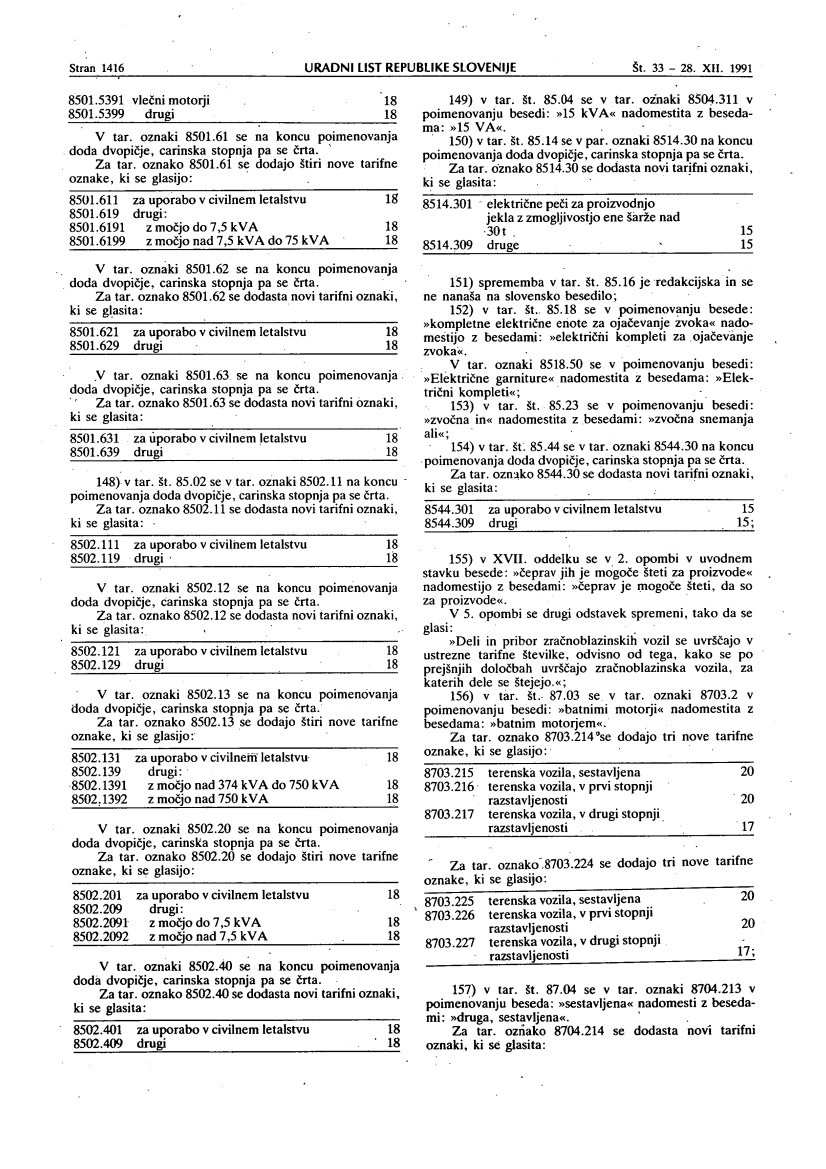 Stran 1416 URADNI LIST REPUBLIKE SLOVENIJE Št. 33 – 28. XII. 1991
8501.5391 vlečni motorji 18
8501.5399 drugi 18
V tar. oznaki 8501.61 se na koncu poimenovanja
doda dvopičje, carinska stopnja pa se črta.
Za tar. oznako 8501.61 se dodajo štiri nove tarifne
oznake, ki se glasijo:
8501.611 za uporabo v civilnem letalstvu 18
8501.619 drugi:
8501.6191 z močjo do 7,5 kVA 18
8501.6199 z močjo nad 7,5 kVA do 75 kVA 18
V tar. oznaki 8501.62 se na koncu poimenovanja
doda dvopičje, carinska stopnja pa se črta.
Za tar. oznako 8501.62 se dodasta novi tarifni oznaki,
ki se glasita:
8501.621 za uporabo v civilnem letalstvu 18
8501.629 drugi 18
V tar. oznaki 8501.63 se na koncu poimenovanja
doda dvopičje, carinska stopnja pa se črta.
Za tar. oznako 8501.63 se dodasta novi tarifni oznaki,
ki se glasita:
8501.631 za uporabo v civilnem letalstvu 18
8501.639 drugi 18
148) v tar. št. 85.02 se v tar. oznaki 8502.11 na koncu
poimenovanja doda dvopičje, carinska stopnja pa se črta.
Za tar. oznako 8502.11 se dodasta novi tarifni oznaki,
ki se glasita:
8502.111 za uporabo v civilnem letalstvu 18
8502.119 drugi 18
V tar. oznaki 8502.12 se na koncu poimenovanja
doda dvopičje, carinska stopnja pa se črta.
Za tar. oznako 8502.12 se dodasta novi tarifni oznaki,
ki se glasita:
8502.121 za uporabo v civilnem letalstvu 18
8502.129 drugi 18
V tar. oznaki 8502.13 se na koncu poimenovanja
doda dvopičje, carinska stopnja pa se črta.
Za tar. oznako 8502.13 se dodajo štiri nove tarifne
oznake, ki se glasijo:
8502.131 za uporabo v civilnem letalstvu 18
8502.139 drugi:
8502.1391 z močjo nad 374 kVA do 750 kVA 18
8502.1392 z močjo nad 750 kVA 18
V tar. oznaki 8502.20 se na koncu poimenovanja
doda dvopičje, carinska stopnja pa se črta.
Za tar. oznako 8502.20 se dodajo štiri nove tarifne
oznake, ki se glasijo:
8502.201 za uporabo v civilnem letalstvu 18
8502.209 drugi:
8502.2091 z močjo do 7,5 kVA 18
8502.2092 z močjo nad 7,5 kVA 18
V tar. oznaki 8502.40 se na koncu poimenovanja
doda dvopičje, carinska stopnja pa se črta.
Za tar. oznako 8502.40 se dodasta novi tarifni oznaki,
ki se glasita:
8502.401 za uporabo v civilnem letalstvu 18
8502.409 drugi 18
149) v tar. št. 85.04 se v tar. oznaki 8504.311 v
poimenovanju besedi: »15 kVA« nadomestita z beseda-
ma: »15 VA«.
150) v tar. št. 85.14 se v par. oznaki 8514.30 na koncu
poimenovanja doda dvopičje, carinska stopnja pa se črta.
Za tar. oznako 8514.30 se dodasta novi tarifni oznaki,
ki se glasita:
8514.301 električne peči za proizvodnjo
jekla z zmogljivostjo ene šarže nad
30 t 15
8514.309 druge 15
151) sprememba v tar. št. 85.16 je redakcijska in se
ne nanaša na slovensko besedilo;
152) v tar. št. 85.18 se v poimenovanju besede:
»kompletne električne enote za ojačevanje zvoka« nado-
mestijo z besedami: »električni kompleti za ojačevanje
zvoka«.
V tar. oznaki 8518.50 se v poimenovanju besedi:
»Električne garniture« nadomestita z besedama: »Elek-
trični kompleti«;
153) v tar. št. 85.23 se v poimenovanju besedi:
»zvočna in« nadomestita z besedami: »zvočna snemanja
ali«;
154) v tar. št. 85.44 se v tar. oznaki 8544.30 na koncu
poimenovanja doda dvopičje, carinska stopnja pa se črta.
Za tar. oznako 8544.30 se dodasta novi tarifni oznaki,
ki se glasita:
8544.301 za uporabo v civilnem letalstvu 15
8544.309 drugi 15;
155) v XVII. oddelku se v 2. opombi v uvodnem
stavku besede: »čeprav jih je mogoče šteti za proizvode«
nadomestijo z besedami: »čeprav je mogoče šteti, da so
za proizvode«.
V 5. opombi se drugi odstavek spremeni, tako da se
glasi:
»Deli in pribor zračnoblazinskih vozil se uvrščajo v
ustrezne tarifne številke, odvisno od tega, kako se po
prejšnjih določbah uvrščajo zračnoblazinska vozila, za
katerih dele se štejejo.«;
156) v tar. št. 87.03 se v tar. oznaki 8703.2 v
poimenovanju besedi: »batnimi motorji« nadomestita z
besedama: »batnim motorjem«.
Za tar. oznako 8703.214 se dodajo tri nove tarifne
oznake, ki se glasijo:
8703.215 terenska vozila, sestavljena 20
8703.216 terenska vozila, v prvi stopnji
razstavljenosti 20
8703.217 terenska vozila, v drugi stopnji
razstavljenosti 17
Za tar. oznako 8703.224 se dodajo tri nove tarifne
oznake, ki se glasijo:
8703.225 terenska vozila, sestavljena 20
8703.226 terenska vozila, v prvi stopnji
razstavljenosti 20
8703.227 terenska vozila, v drugi stopnji
razstavljenosti 17;
157) v tar. št. 87.04 se v tar. oznaki 8704.213 v
poimenovanju beseda: »sestavljena« nadomesti z beseda-
mi: »druga, sestavljena«.
Za tar. oznako 8704.214 se dodasta novi tarifni
oznaki, ki se glasita: